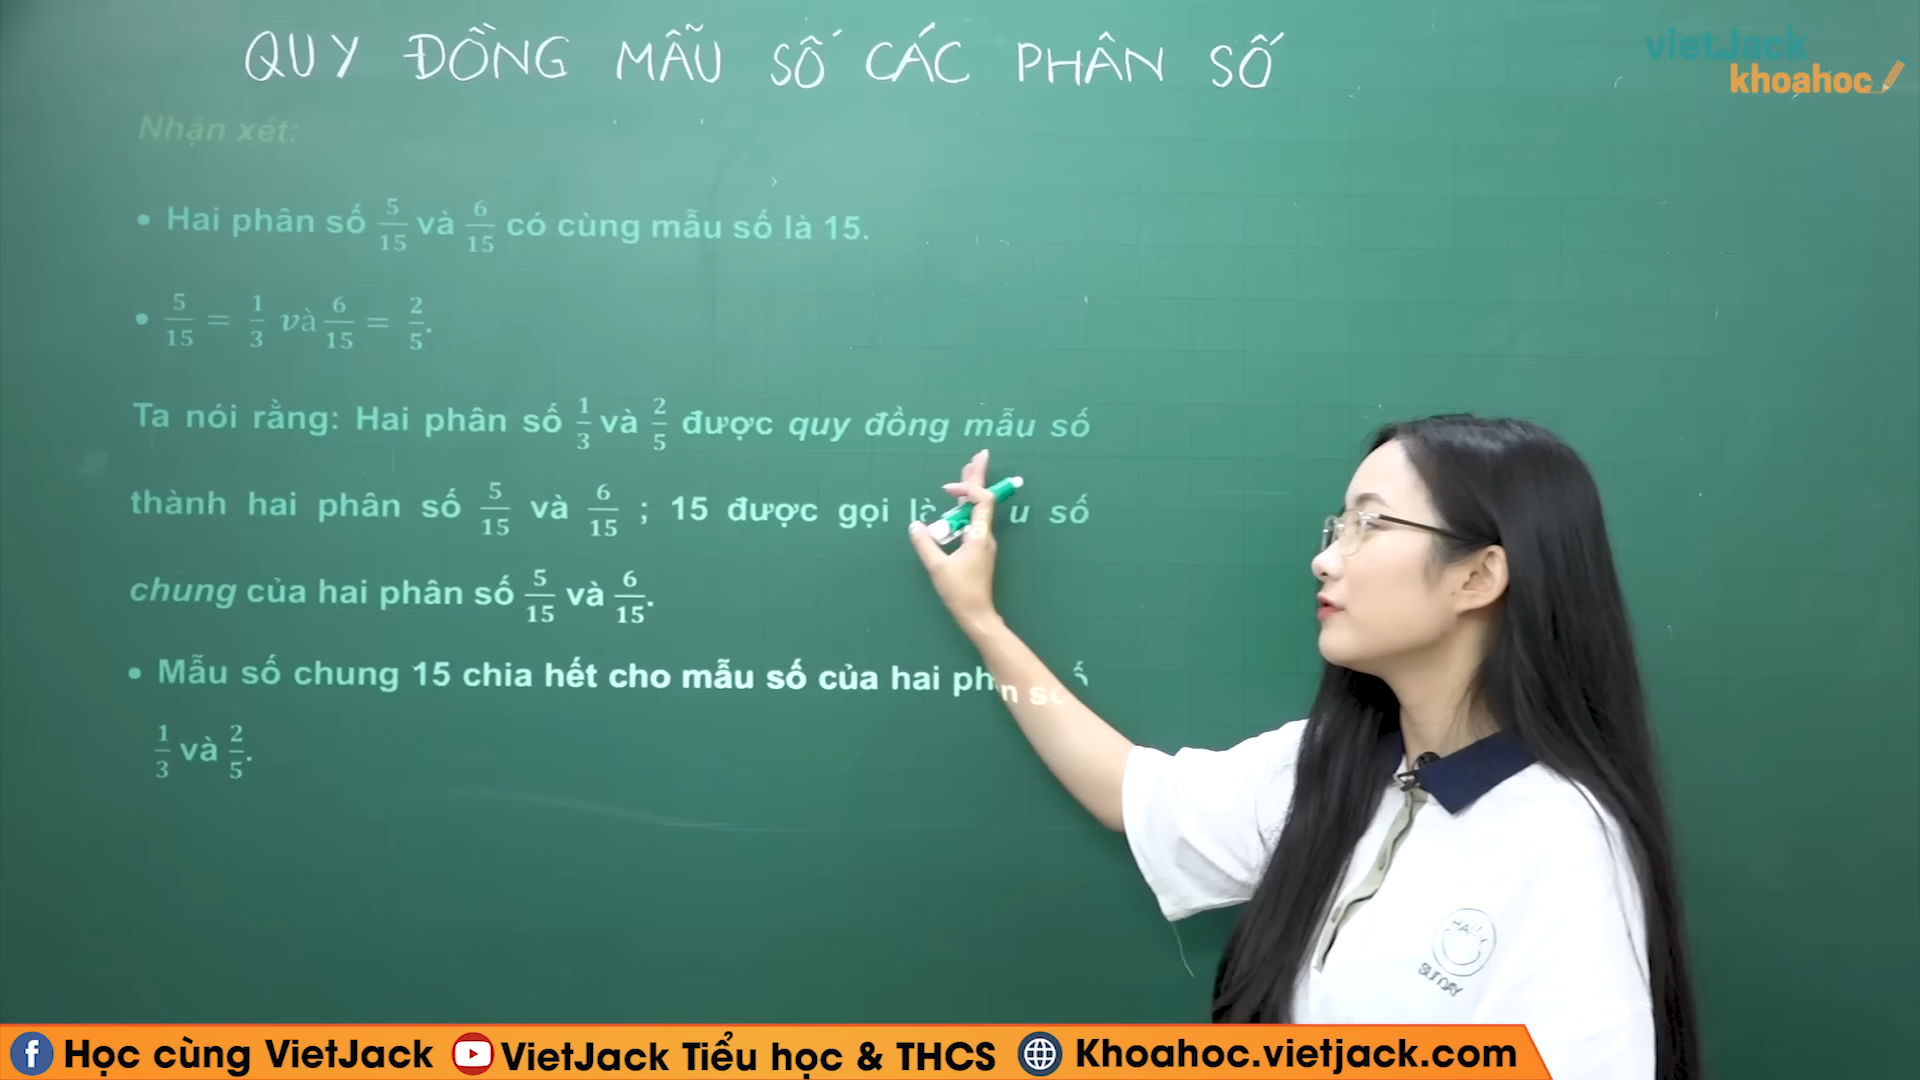 QUY ĐỒNG MẪU SỐ CÁC PHÂN SỐ
vietJack
khoahoc
Nhận xét:
• Hai phân số 5/15 và 6/15 có cùng mẫu số là 15.
• 5/15 = 1/3 và 6/15 = 2/5.
Ta nói rằng: Hai phân số 1/3 và 2/5 được quy đồng mẫu số
thành hai phân số 5/15 và 6/15 ; 15 được gọi là số
chung của hai phân số 5/15 và 6/15.
• Mẫu số chung 15 chia hết cho mẫu số của hai phân số
1/3 và 2/5.
SUNDAY
Học cùng VietJack VietJack Tiểu học & THCS Khoahoc.vietjack.com